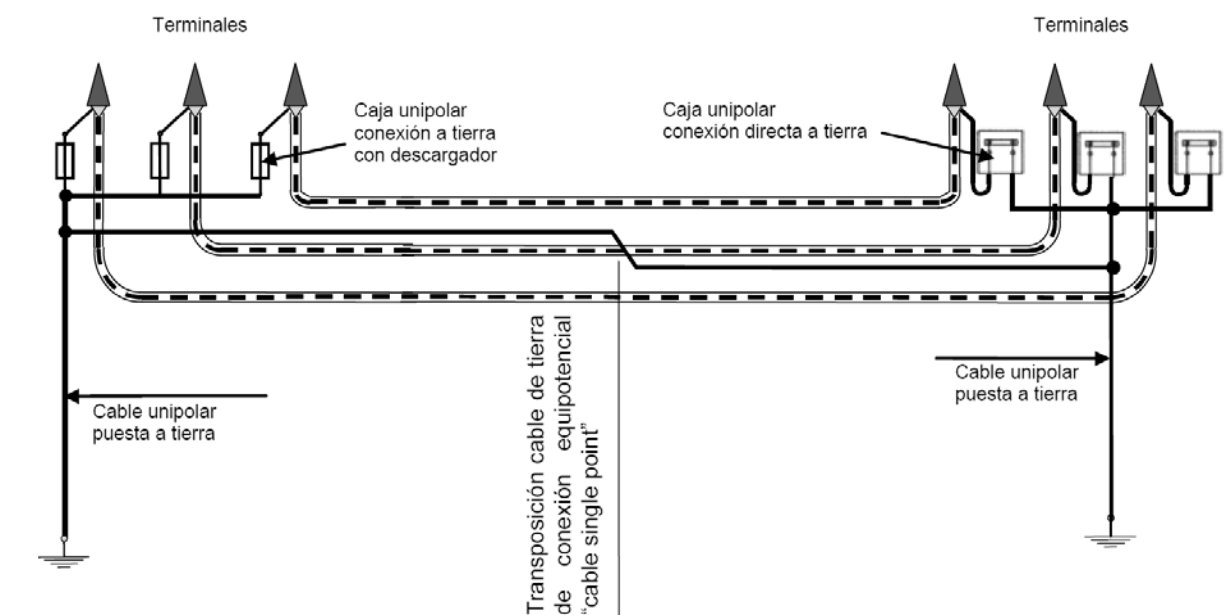 Terminales
Terminales
Caja unipolar
conexión a tierra
con descargador
Caja unipolar
conexión directa a tierra
Cable unipolar
puesta a tierra
Cable unipolar
puesta a tierra
Transposición cable de tierra
de conexión equipotencial
“cable single point”